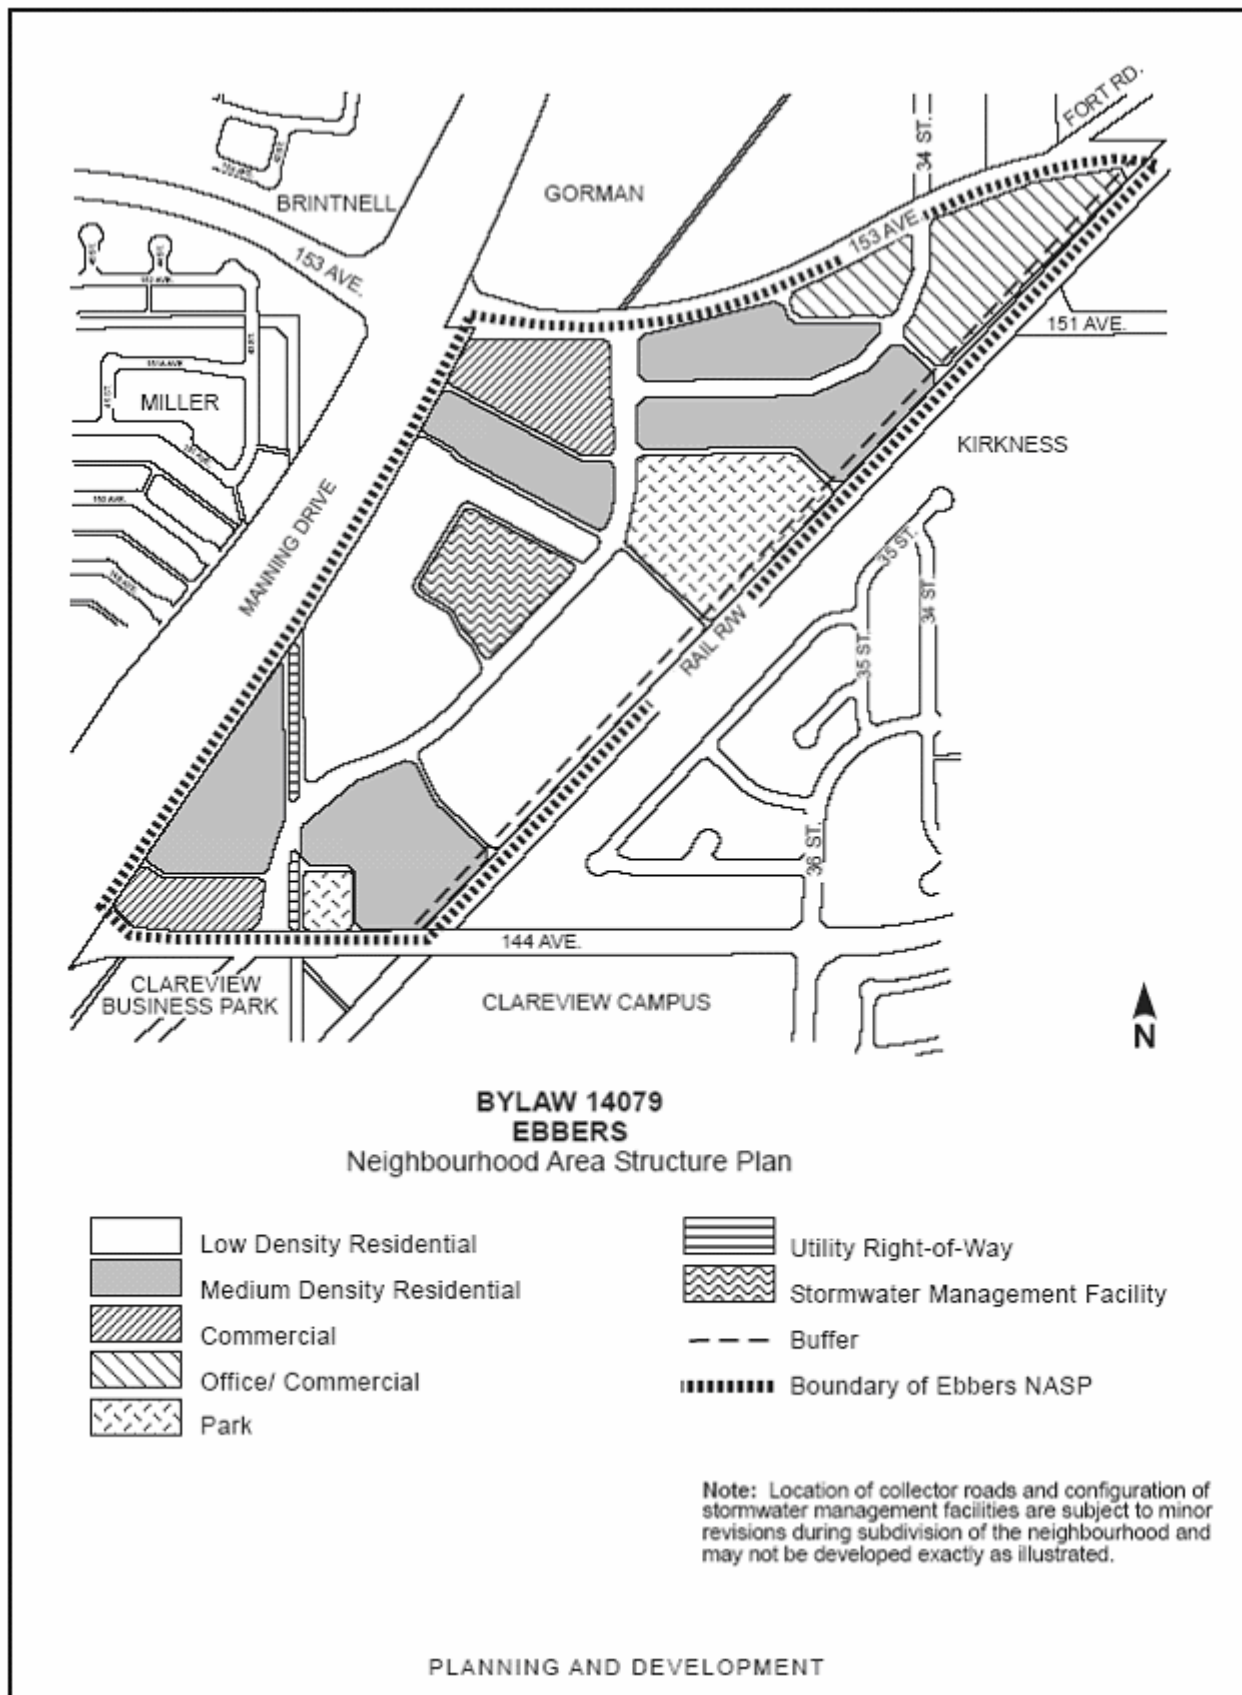 FORT RD.
34 ST.
BRINTNELL
GORMAN
153 AVE.
153 AVE.
151 AVE.
MILLER
KIRKNESS
MANNING DRIVE
35 ST.
34 ST.
RAIL R/W
35 ST.
36 ST.
144 AVE.
CLAREVIEW
BUSINESS PARK
CLAREVIEW CAMPUS
N
BYLAW 14079
EBBERS
Neighbourhood Area Structure Plan
Low Density Residential
Medium Density Residential
Commercial
Office/ Commercial
Park
Utility Right-of-Way
Stormwater Management Facility
Buffer
Boundary of Ebbers NASP
Note: Location of collector roads and configuration of
stormwater management facilities are subject to minor
revisions during subdivision of the neighbourhood and
may not be developed exactly as illustrated.
PLANNING AND DEVELOPMENT